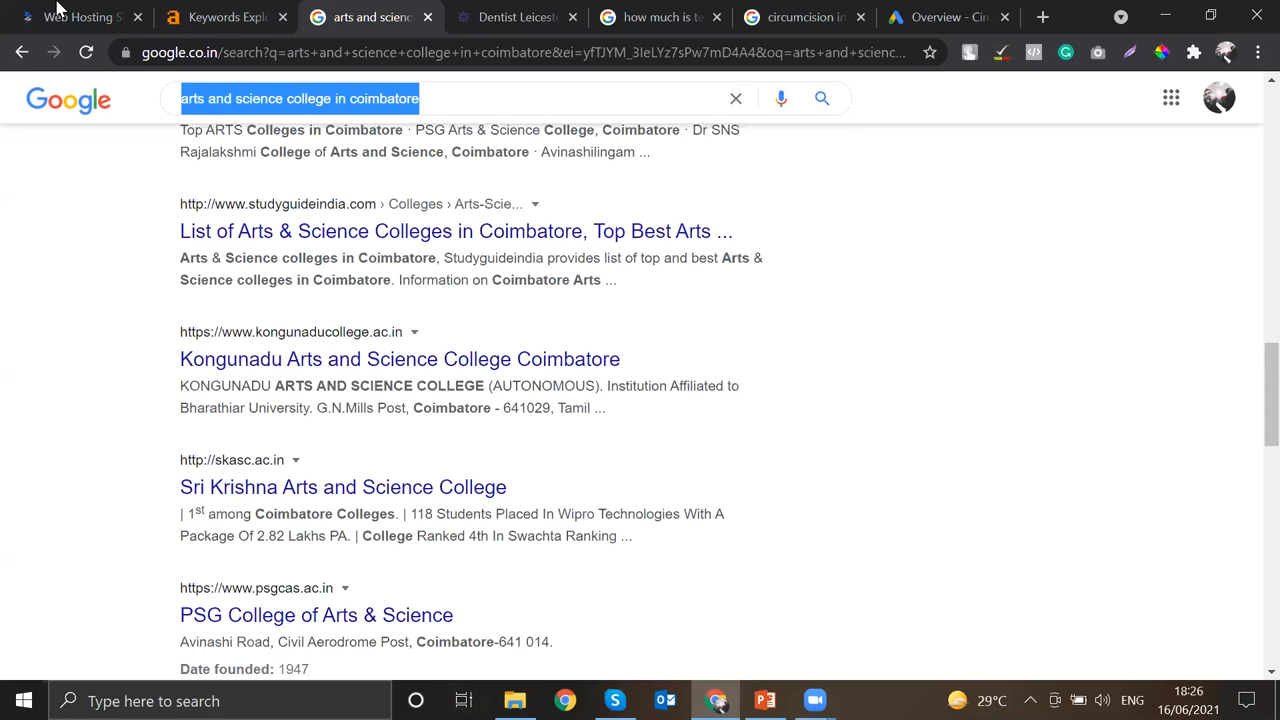 Web Hosting S
Keywords Expl
arts and scienc
Dentist Leicest
how much is te
circumcision in
Overview - Circ
google.co.in/search?q=arts+and+science+college+in+coimbatore&ei=yfTJYM_3IeLYz7sPw7mD4A4&oq=arts+and+scienc...
Google
arts and science college in coimbatore
Top ARTS Colleges in Coimbatore · PSG Arts & Science College, Coimbatore · Dr SNS
Rajalakshmi College of Arts and Science, Coimbatore · Avinashilingam ...
http://www.studyguideindia.com › Colleges › Arts-Scie...
List of Arts & Science Colleges in Coimbatore, Top Best Arts ...
Arts & Science colleges in Coimbatore, Studyguideindia provides list of top and best Arts &
Science colleges in Coimbatore. Information on Coimbatore Arts ...
https://www.kongunaducollege.ac.in
Kongunadu Arts and Science College Coimbatore
KONGUNADU ARTS AND SCIENCE COLLEGE (AUTONOMOUS). Institution Affiliated to
Bharathiar University. G.N.Mills Post, Coimbatore - 641029, Tamil ...
http://skasc.ac.in
Sri Krishna Arts and Science College
| 1st among Coimbatore Colleges. | 118 Students Placed In Wipro Technologies With A
Package Of 2.82 Lakhs PA. | College Ranked 4th In Swachta Ranking ...
https://www.psgcas.ac.in
PSG College of Arts & Science
Avinashi Road, Civil Aerodrome Post, Coimbatore-641 014.
Date founded: 1947
Type here to search
29°C
ENG
18:26
16/06/2021